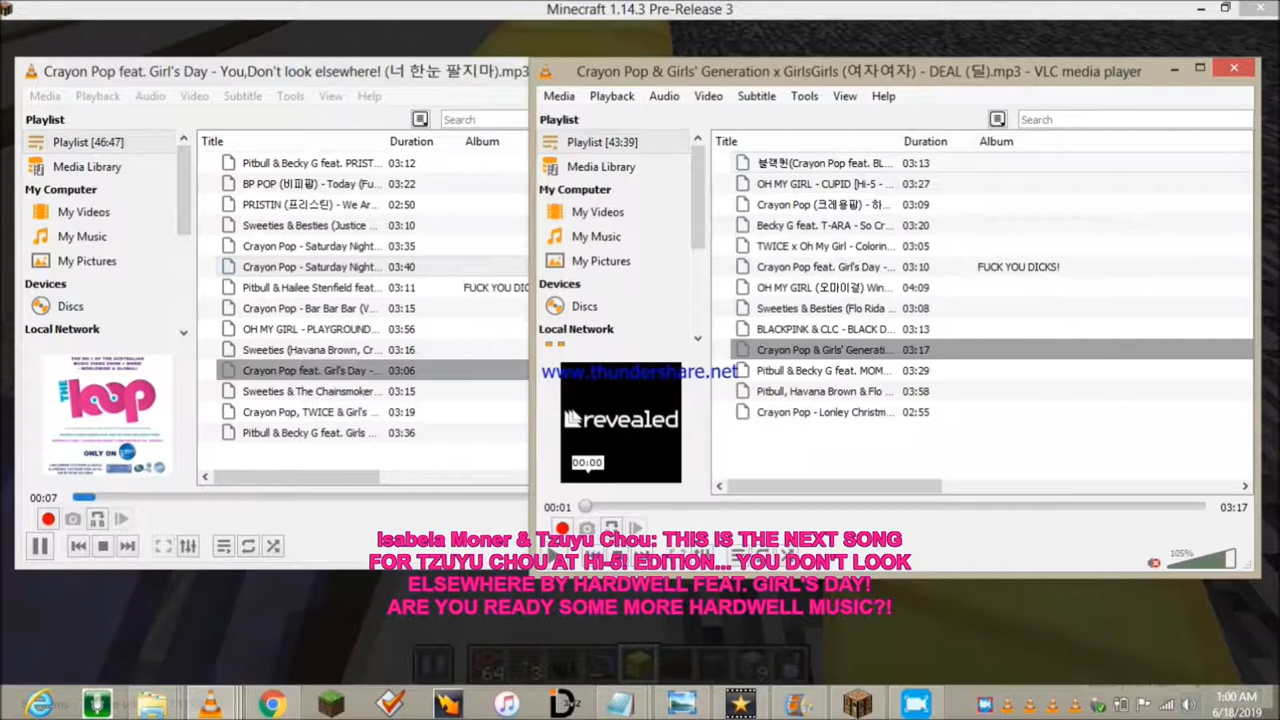 Minecraft 1.14.3 Pre-Release 3
Crayon Pop feat. Girl's Day - You,Don't look elsewhere! (너 한눈 팔지마).mp3
Media Playback Audio Video Subtitle Tools View Help
Playlist
Search
Playlist [46:47]
Media Library
My Computer
My Videos
My Music
My Pictures
Devices
Discs
Local Network
Title Duration Album
Pitbull & Becky G feat. PRIST... 03:12
BP POP (비피팝) - Today (Fu... 03:22
PRISTIN (프리스틴) - We Ar... 02:50
Sweeties & Besties (Justice ... 03:10
Crayon Pop - Saturday Night... 03:35
Crayon Pop - Saturday Night... 03:40
Pitbull & Hailee Stenfield feat... 03:11 FUCK YOU DIC
Crayon Pop - Bar Bar Bar (V... 03:15
OH MY GIRL - PLAYGROUND... 03:56
Sweeties (Havana Brown, Cr... 03:16
Crayon Pop feat. Girl's Day -... 03:06
Sweeties & The Chainsmoker... 03:15
Crayon Pop, TWICE & Girl's ... 03:19
Pitbull & Becky G feat. Girls ... 03:36
THE
loop
ONLY ON
00:07
Crayon Pop & Girls' Generation x GirlsGirls (여자여자) - DEAL (딜).mp3 - VLC media player
Media Playback Audio Video Subtitle Tools View Help
Playlist
Search
Playlist [43:39]
Media Library
My Computer
My Videos
My Music
My Pictures
Devices
Discs
Local Network
Title Duration Album
블랙퀸(Crayon Pop feat. BL... 03:13
OH MY GIRL - CUPID [Hi-5 - ... 03:27
Crayon Pop (크레용팝) - 하... 03:09
Becky G feat. T-ARA - So Cr... 03:20
TWICE x Oh My Girl - Colorin... 03:05
Crayon Pop feat. Girl's Day -... 03:10 FUCK YOU DICKS!
OH MY GIRL (오마이걸) Win... 04:09
Sweeties & Besties (Flo Rida ... 03:08
BLACKPINK & CLC - BLACK D... 03:13
Crayon Pop & Girls' Generati... 03:17
Pitbull & Becky G feat. MOM... 03:29
Pitbull, Havana Brown & Flo ... 03:58
Crayon Pop - Lonley Christm... 02:55
www.thundershare.net
revealed
00:00
00:01
03:17
105%
Isabela Moner & Tzuyu Chou: THIS IS THE NEXT SONG
FOR TZUYU CHOU AT Hi-5! EDITION... YOU DON'T LOOK
ELSEWHERE BY HARDWELL FEAT. GIRL'S DAY!
ARE YOU READY SOME MORE HARDWELL MUSIC?!
64
9
1:00 AM
6/18/2019